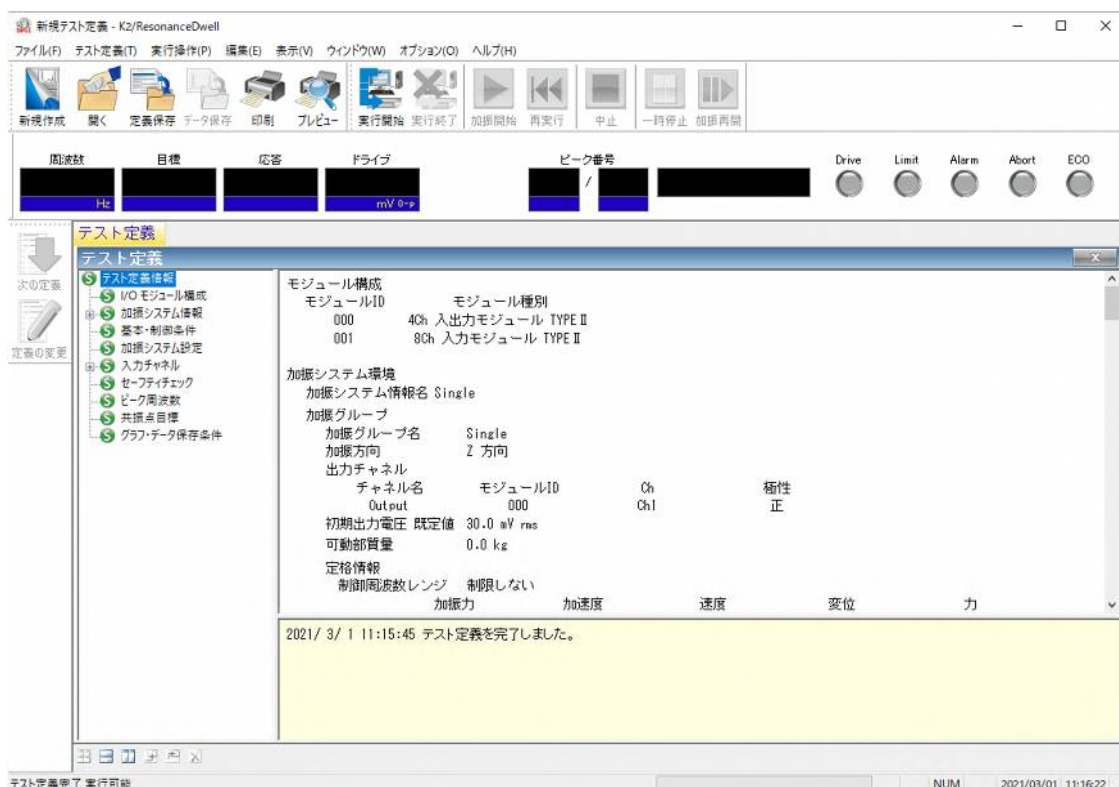 新規テスト定義 - K2/ResonanceDwell
ファイル(F) テスト定義(T) 実行操作(P) 編集(E) 表示(V) ウィンドウ(W) オプション(O) ヘルプ(H)
新規作成 開く 定義保存 データ保存 印刷 プレビュー 実行開始 実行終了 加振開始 再実行 中止 一時停止 加振再開
周波数 目標 応答 ドライブ ピーク番号 Drive Limit Alarm Abort ECO
/
Hz mV 0-p
次の定義
定義の変更
テスト定義
テスト定義
テスト定義情報
I/O モジュール構成
加振システム情報
基本・制御条件
加振システム設定
入力チャネル
セーフティチェック
ピーク周波数
共振点目標
グラフ・データ保存条件
モジュール構成
モジュールID モジュール種別
000 4Ch 入出力モジュール TYPEⅡ
001 8Ch 入力モジュール TYPEⅡ
加振システム環境
加振システム情報名 Single
加振グループ
加振グループ名 Single
加振方向 Z 方向
出力チャネル
チャネル名 モジュールID Ch 極性
Output 000 Ch1 正
初期出力電圧 既定値 30.0 mV rms
可動部質量 0.0 kg
定格情報
制御周波数レンジ 制限しない
加振力 加速度 速度 変位 力
2021/ 3/ 1 11:15:45 テスト定義を完了しました。
テスト定義完了 実行可能 NUM 2021/03/01 11:16:22